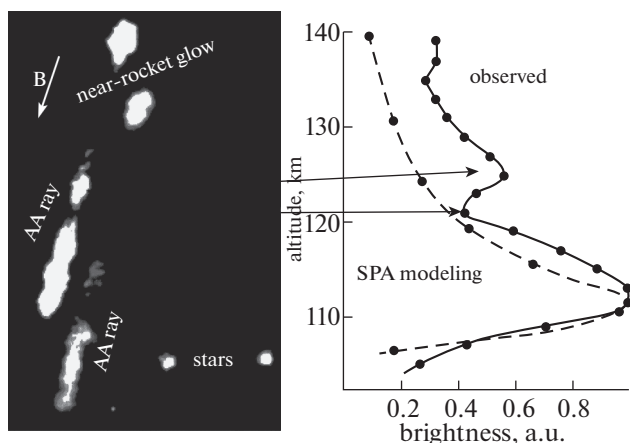 B
near-rocket glow
AA ray
AA ray
stars
140
130
120
110
altitude, km
observed
SPA modeling
0.2 0.4 0.6 0.8
brightness, a.u.